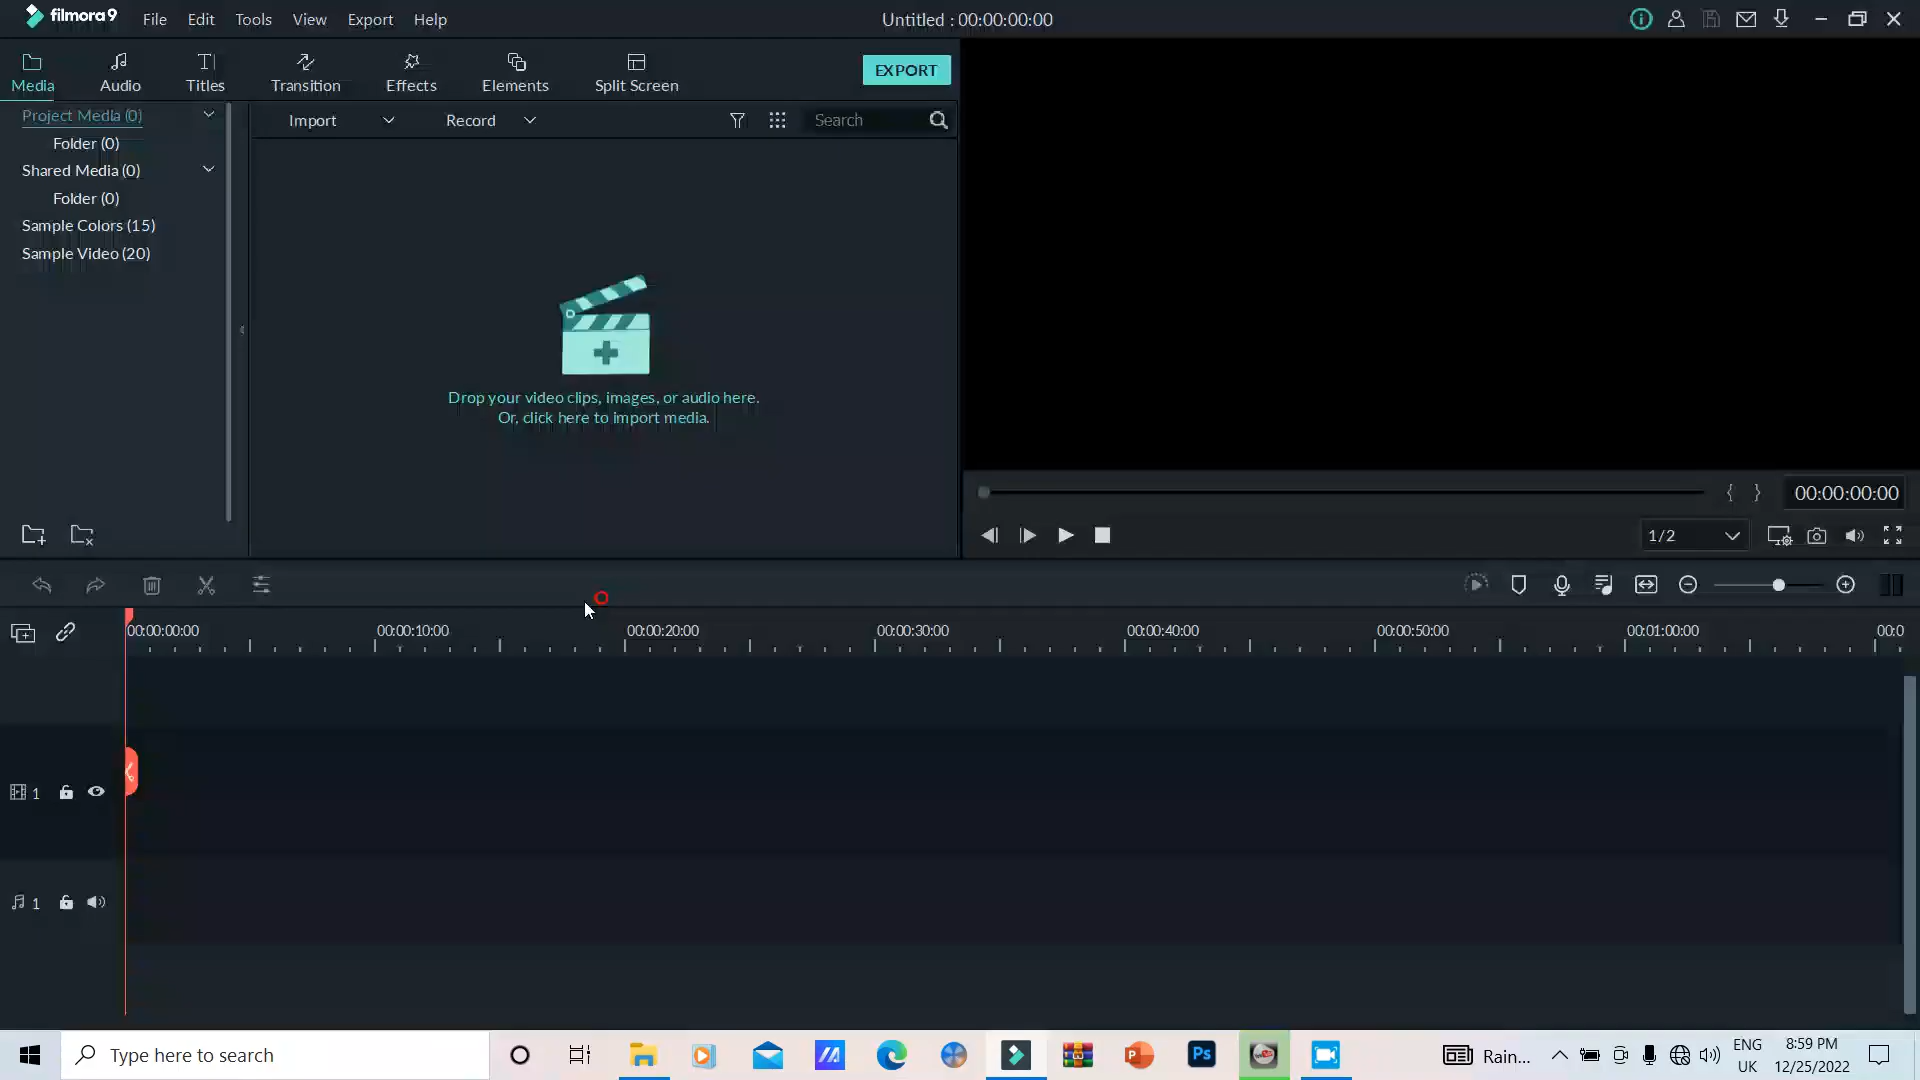 filmora9 File Edit Tools View Export Help Untitled : 00:00:00:00
Media Audio Titles Transition Effects Elements Split Screen EXPORT
Project Media (0)
Folder (0)
Shared Media (0)
Folder (0)
Sample Colors (15)
Sample Video (20)
Import Record Search
Drop your video clips, images, or audio here.
Or, click here to import media.
00:00:00:00
1/2
00:00:00:00 00:00:10:00 00:00:20:00 00:00:30:00 00:00:40:00 00:00:50:00 00:01:00:00 00:0
1
1
Type here to search
Ps
Rain...
ENG
UK
8:59 PM
12/25/2022